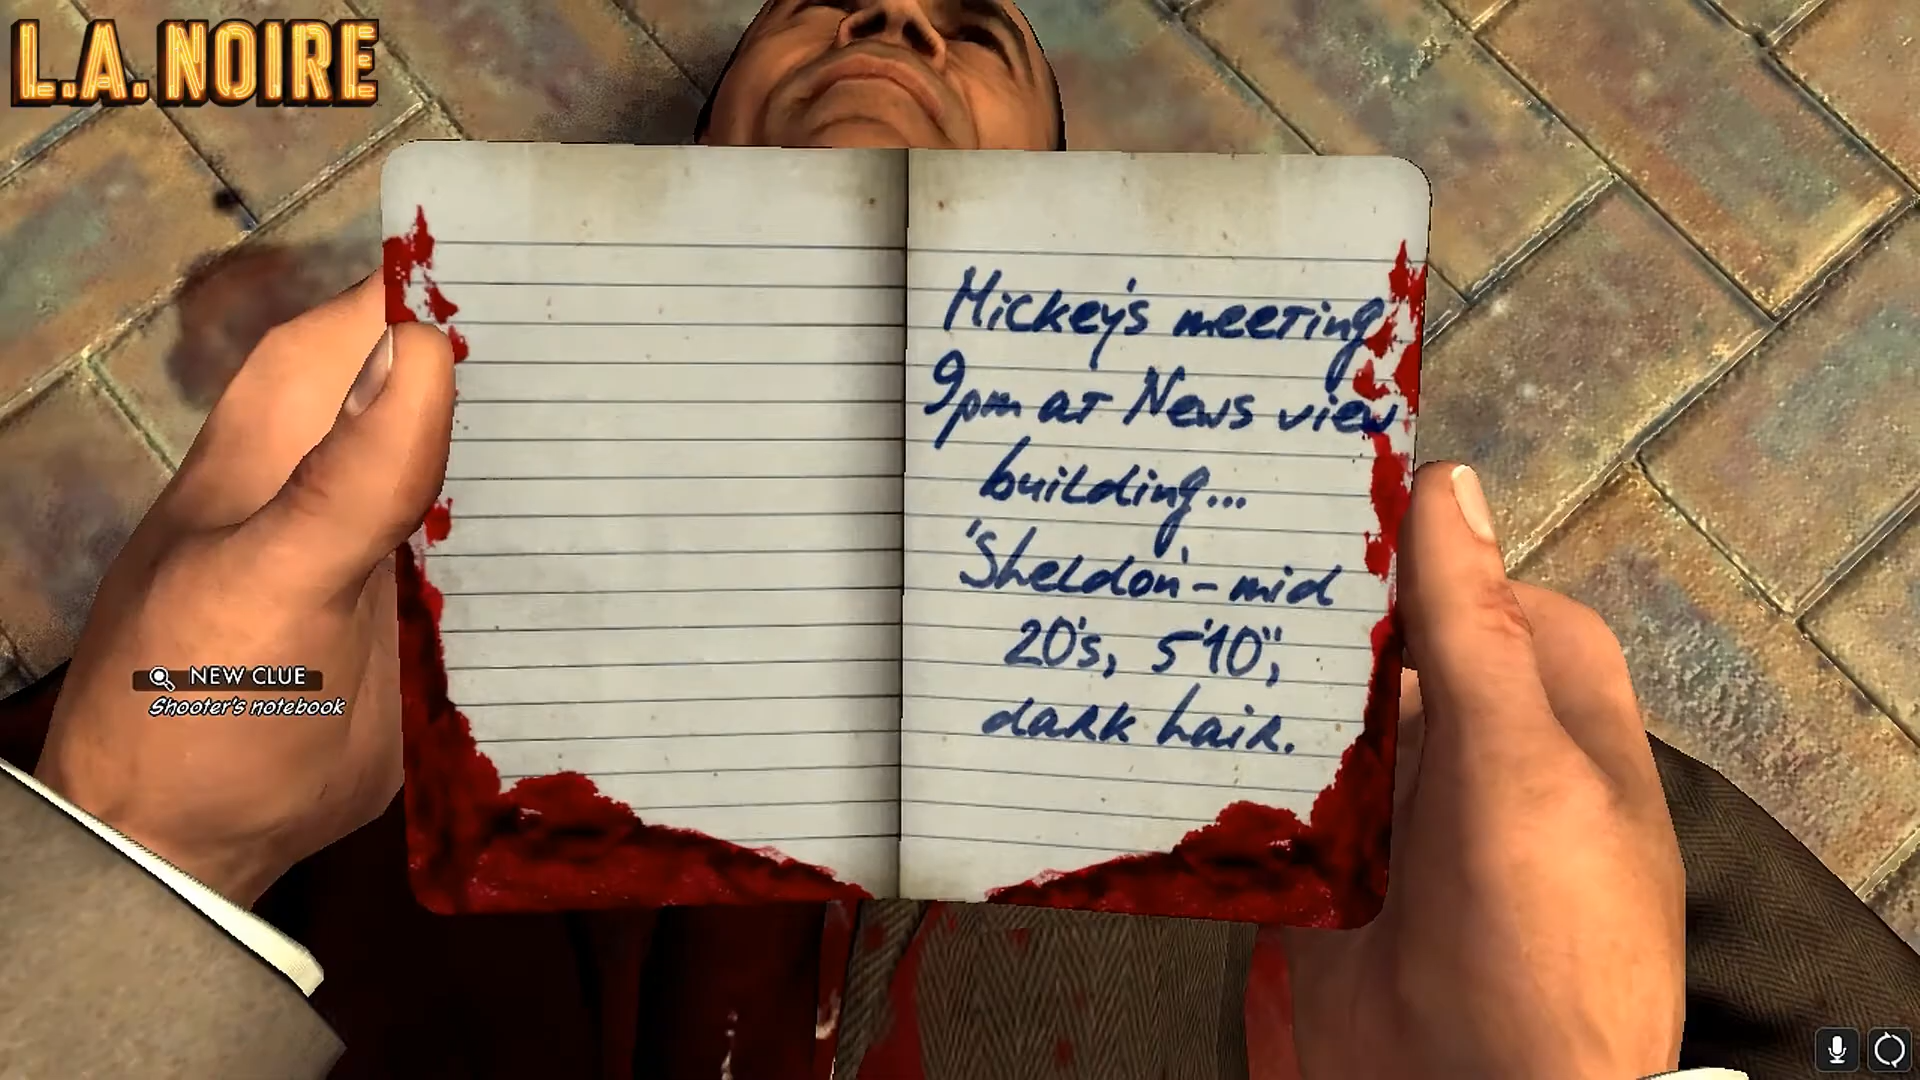 L.A. NOIRE
Mickey's meeting
9pm at News view
building...
'Sheldon' - mid
20's, 5'10",
dark hair.
NEW CLUE
Shooter's notebook